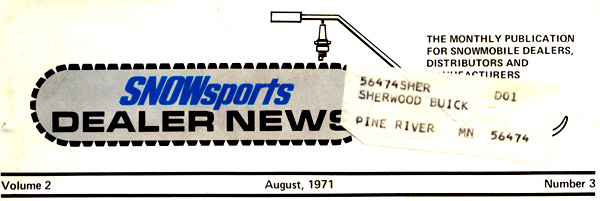 THE MONTHLY PUBLICATION
FOR SNOWMOBILE DEALERS,
DISTRIBUTORS AND
SNOWsports
DEALER NEWS
56474SHER D01
SHERWOOD BUICK
PINE RIVER MN 56474
Volume 2 August, 1971 Number 3